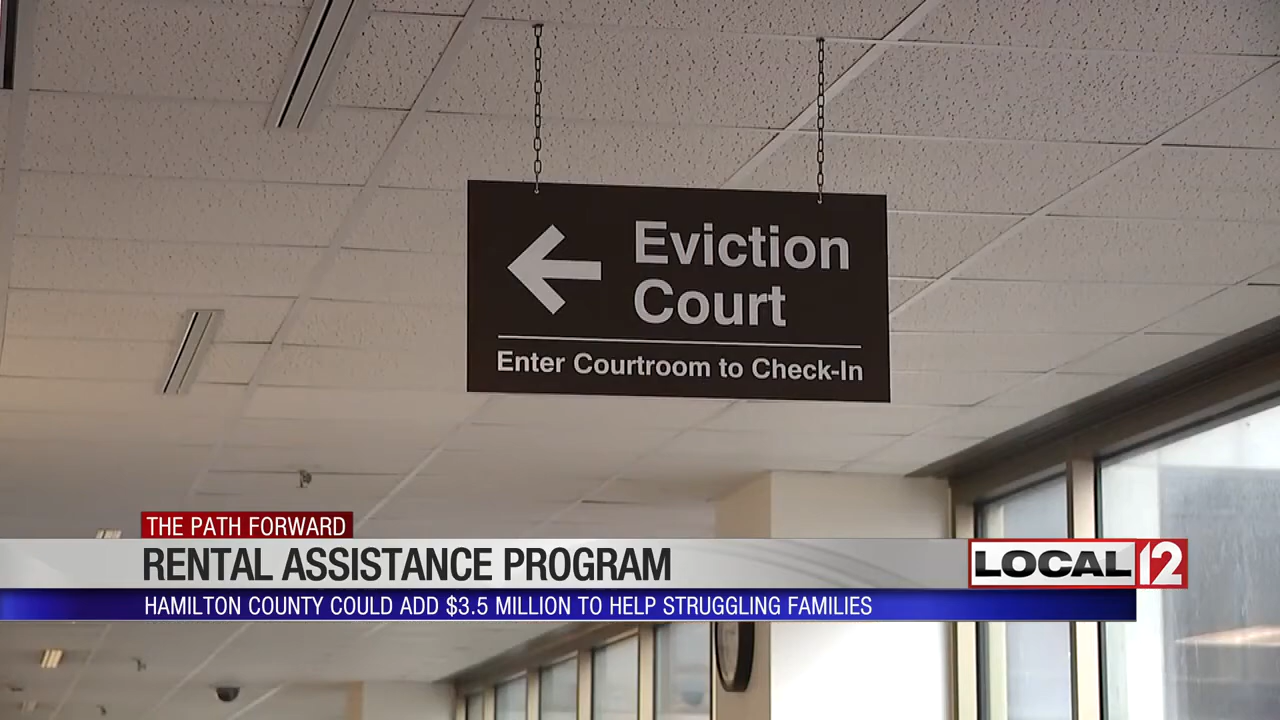 Eviction
Court
Enter Courtroom to Check-In
THE PATH FORWARD
RENTAL ASSISTANCE PROGRAM
LOCAL 12
HAMILTON COUNTY COULD ADD $3.5 MILLION TO HELP STRUGGLING FAMILIES